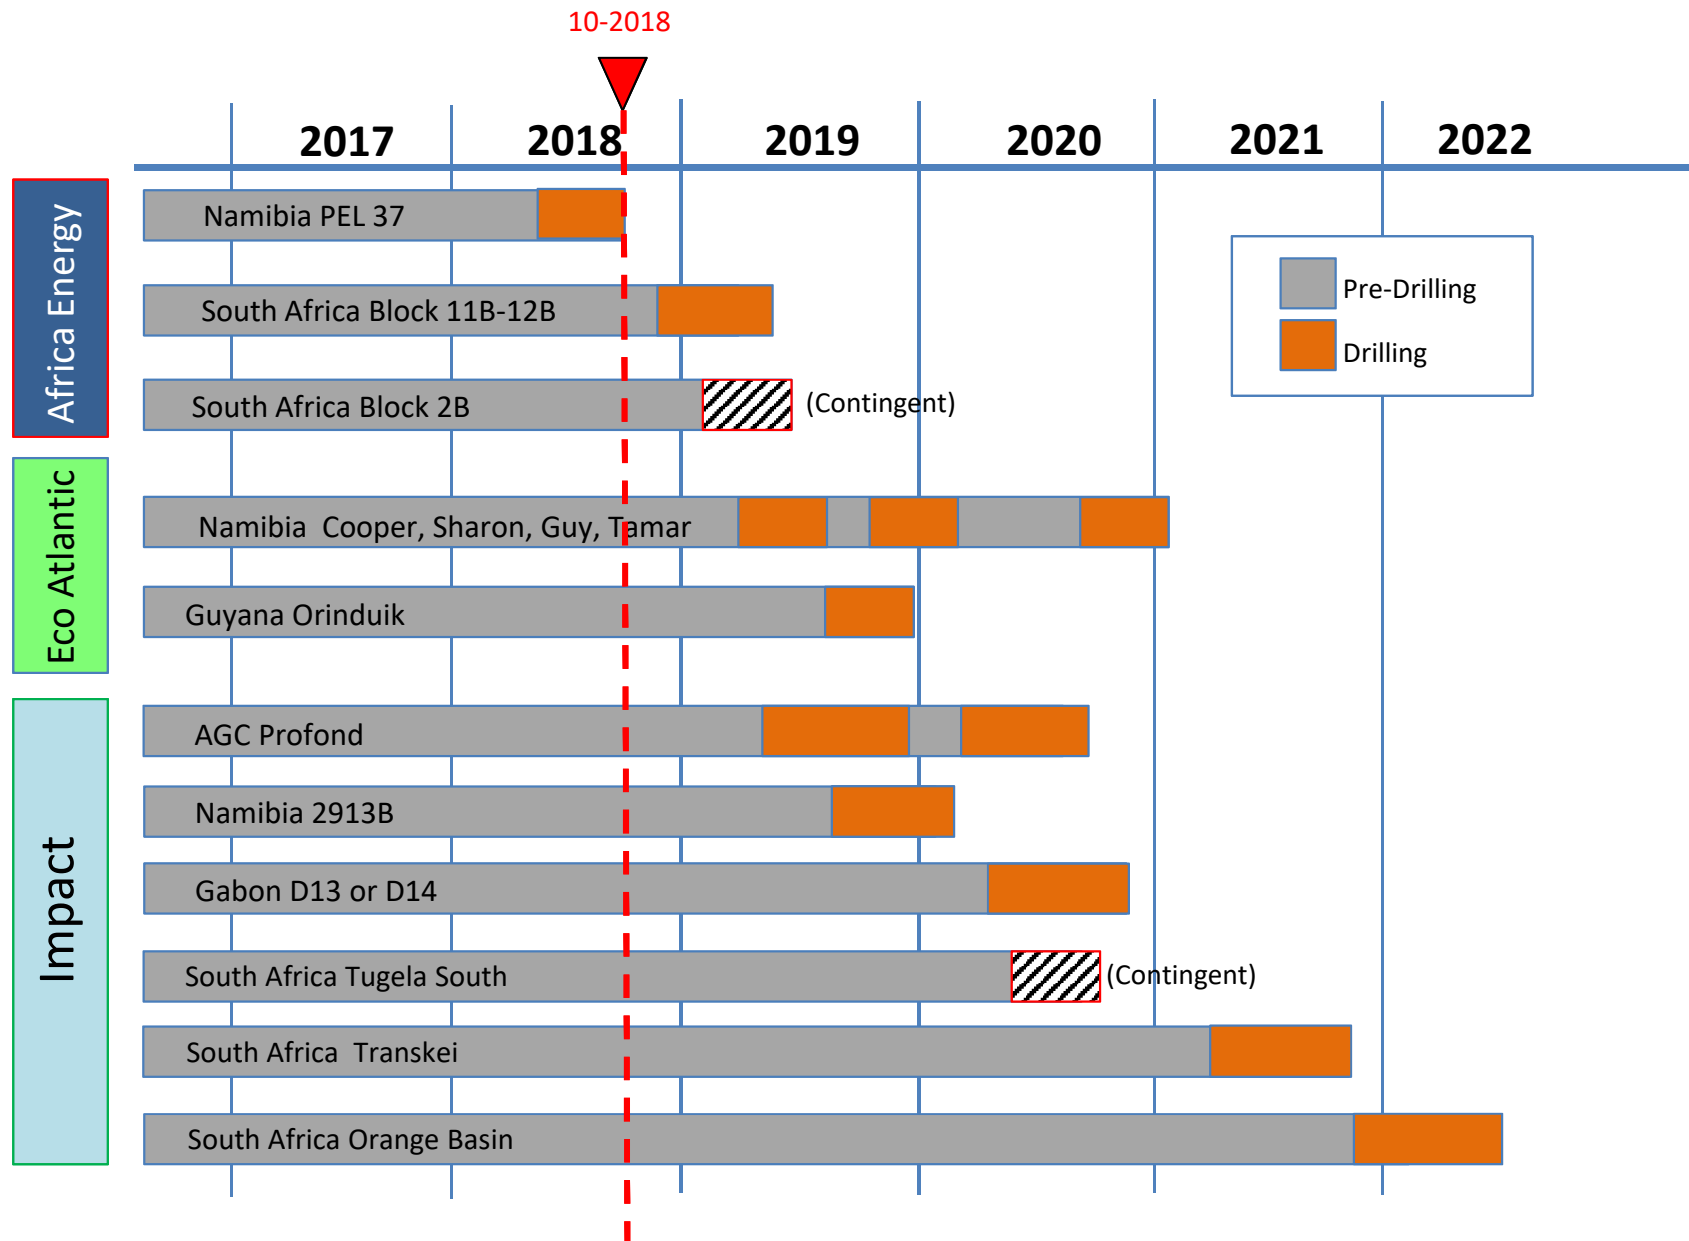 10-2018
2017 2018 2019 2020 2021 2022
Africa Energy
Namibia PEL 37
South Africa Block 11B-12B
South Africa Block 2B
(Contingent)
Pre-Drilling
Drilling
Eco Atlantic
Namibia Cooper, Sharon, Guy, Tamar
Guyana Orinduik
Impact
AGC Profond
Namibia 2913B
Gabon D13 or D14
South Africa Tugela South
(Contingent)
South Africa Transkei
South Africa Orange Basin